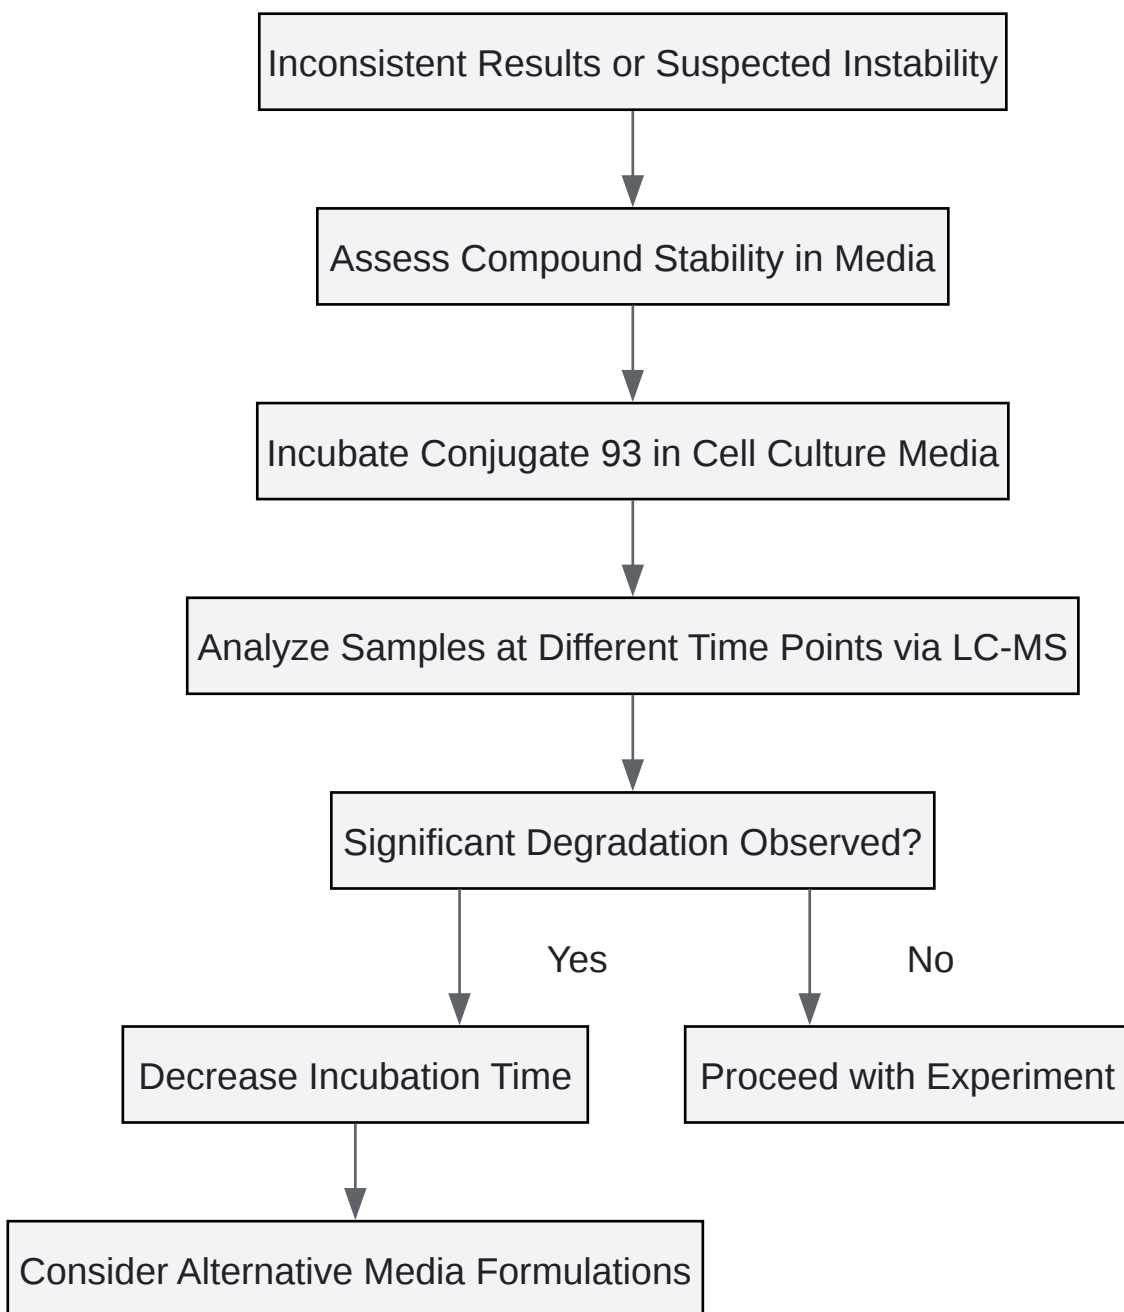 Inconsistent Results or Suspected Instability
Assess Compound Stability in Media
Incubate Conjugate 93 in Cell Culture Media
Analyze Samples at Different Time Points via LC-MS
Significant Degradation Observed?
Yes
No
Decrease Incubation Time
Proceed with Experiment
Consider Alternative Media Formulations